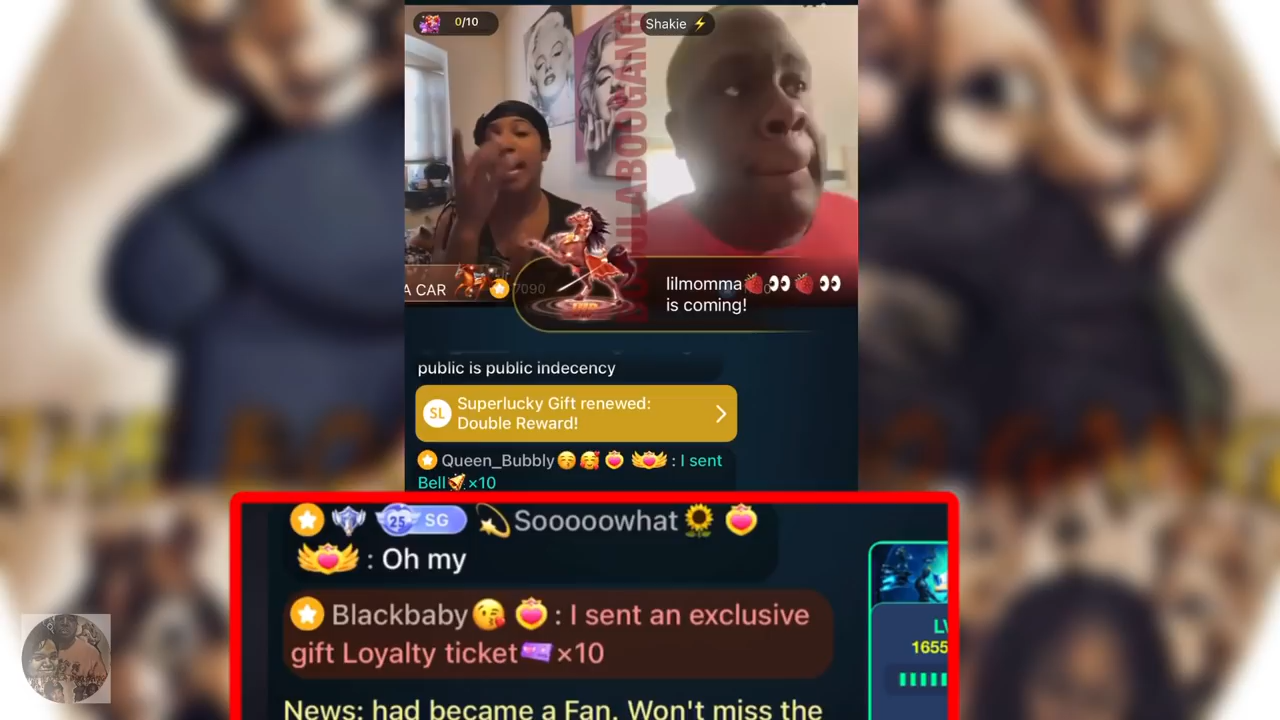 0/10
Shakie⚡
A CAR
7090
lilmomma🍓👀🍓👀
is coming!
public is public indecency
SL
Superlucky Gift renewed:
Double Reward!
Queen_Bubbly😚🥰 : I sent
Bell×10
25 SG 💫Sooooowhat🌻
: Oh my
Blackbaby😘 : I sent an exclusive
gift Loyalty ticket×10
LV
1655
News: had became a Fan. Won't miss the